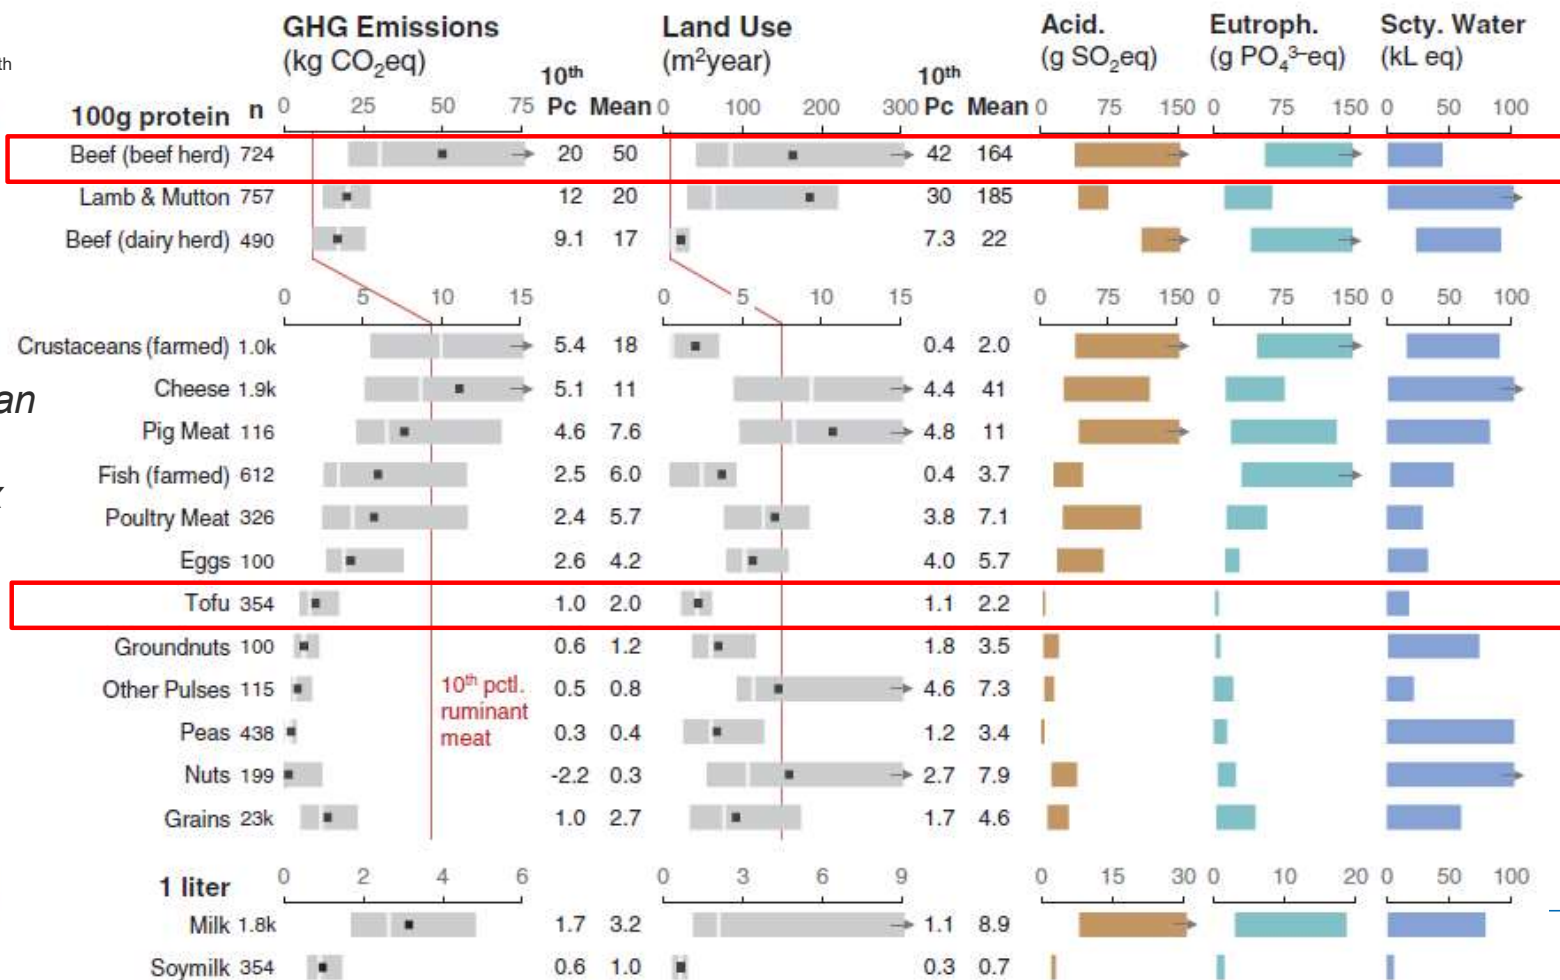 GHG Emissions Land Use Acid. Eutroph. Scty. Water
(kg CO₂eq) (m²year) (g SO₂eq) (g PO₄³⁻eq) (kL eq)
th
10th 10th
100g protein n 0 25 50 75 Pc Mean 0 100 200 300 Pc Mean 0 75 150 0 75 150 0 50 100
Beef (beef herd) 724 20 50 42 164
Lamb & Mutton 757 12 20 30 185
Beef (dairy herd) 490 9.1 17 7.3 22
0 5 10 15 0 5 10 15 0 75 150 0 75 150 0 50 100
Crustaceans (farmed) 1.0k 5.4 18 0.4 2.0
Cheese 1.9k 5.1 11 4.4 41
an
Pig Meat 116 4.6 7.6 4.8 11
Fish (farmed) 612 2.5 6.0 0.4 3.7
Poultry Meat 326 2.4 5.7 3.8 7.1
Eggs 100 2.6 4.2 4.0 5.7
Tofu 354 1.0 2.0 1.1 2.2
Groundnuts 100 0.6 1.2 1.8 3.5
Other Pulses 115 0.5 0.8 4.6 7.3
10th pctl.
ruminant
meat
Peas 438 0.3 0.4 1.2 3.4
Nuts 199 -2.2 0.3 2.7 7.9
Grains 23k 1.0 2.7 1.7 4.6
1 liter 0 2 4 6 0 3 6 9 0 15 30 0 10 20 0 50 100
Milk 1.8k 1.7 3.2 1.1 8.9
Soymilk 354 0.6 1.0 0.3 0.7